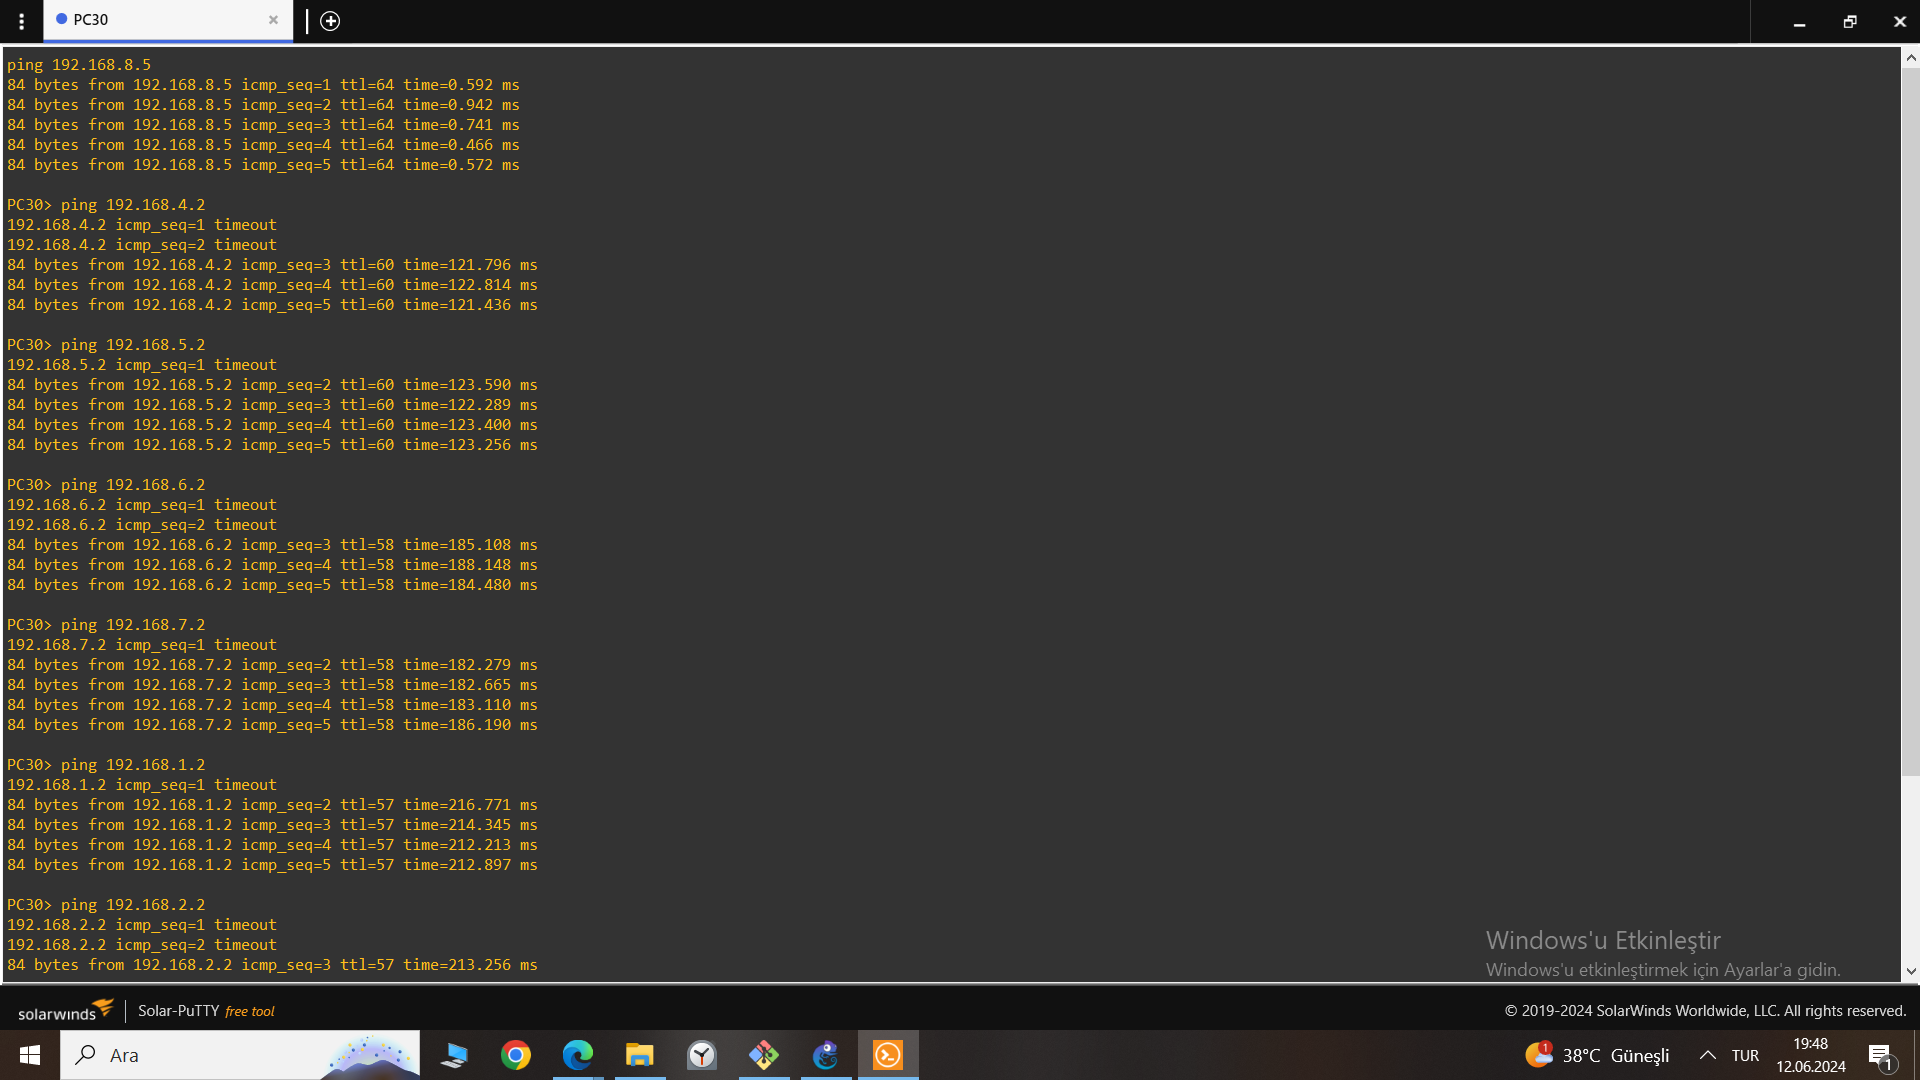 PC30
ping 192.168.8.5
84 bytes from 192.168.8.5 icmp_seq=1 ttl=64 time=0.592 ms
84 bytes from 192.168.8.5 icmp_seq=2 ttl=64 time=0.942 ms
84 bytes from 192.168.8.5 icmp_seq=3 ttl=64 time=0.741 ms
84 bytes from 192.168.8.5 icmp_seq=4 ttl=64 time=0.466 ms
84 bytes from 192.168.8.5 icmp_seq=5 ttl=64 time=0.572 ms
PC30> ping 192.168.4.2
192.168.4.2 icmp_seq=1 timeout
192.168.4.2 icmp_seq=2 timeout
84 bytes from 192.168.4.2 icmp_seq=3 ttl=60 time=121.796 ms
84 bytes from 192.168.4.2 icmp_seq=4 ttl=60 time=122.814 ms
84 bytes from 192.168.4.2 icmp_seq=5 ttl=60 time=121.436 ms
PC30> ping 192.168.5.2
192.168.5.2 icmp_seq=1 timeout
84 bytes from 192.168.5.2 icmp_seq=2 ttl=60 time=123.590 ms
84 bytes from 192.168.5.2 icmp_seq=3 ttl=60 time=122.289 ms
84 bytes from 192.168.5.2 icmp_seq=4 ttl=60 time=123.400 ms
84 bytes from 192.168.5.2 icmp_seq=5 ttl=60 time=123.256 ms
PC30> ping 192.168.6.2
192.168.6.2 icmp_seq=1 timeout
192.168.6.2 icmp_seq=2 timeout
84 bytes from 192.168.6.2 icmp_seq=3 ttl=58 time=185.108 ms
84 bytes from 192.168.6.2 icmp_seq=4 ttl=58 time=188.148 ms
84 bytes from 192.168.6.2 icmp_seq=5 ttl=58 time=184.480 ms
PC30> ping 192.168.7.2
192.168.7.2 icmp_seq=1 timeout
84 bytes from 192.168.7.2 icmp_seq=2 ttl=58 time=182.279 ms
84 bytes from 192.168.7.2 icmp_seq=3 ttl=58 time=182.665 ms
84 bytes from 192.168.7.2 icmp_seq=4 ttl=58 time=183.110 ms
84 bytes from 192.168.7.2 icmp_seq=5 ttl=58 time=186.190 ms
PC30> ping 192.168.1.2
192.168.1.2 icmp_seq=1 timeout
84 bytes from 192.168.1.2 icmp_seq=2 ttl=57 time=216.771 ms
84 bytes from 192.168.1.2 icmp_seq=3 ttl=57 time=214.345 ms
84 bytes from 192.168.1.2 icmp_seq=4 ttl=57 time=212.213 ms
84 bytes from 192.168.1.2 icmp_seq=5 ttl=57 time=212.897 ms
PC30> ping 192.168.2.2
192.168.2.2 icmp_seq=1 timeout
192.168.2.2 icmp_seq=2 timeout
84 bytes from 192.168.2.2 icmp_seq=3 ttl=57 time=213.256 ms
Windows'u Etkinleştir
Windows'u etkinleştirmek için Ayarlar'a gidin.
solarwinds Solar-PuTTY free tool
© 2019-2024 SolarWinds Worldwide, LLC. All rights reserved.
Ara
1
38°C Güneşli
TUR
19:48
12.06.2024
1